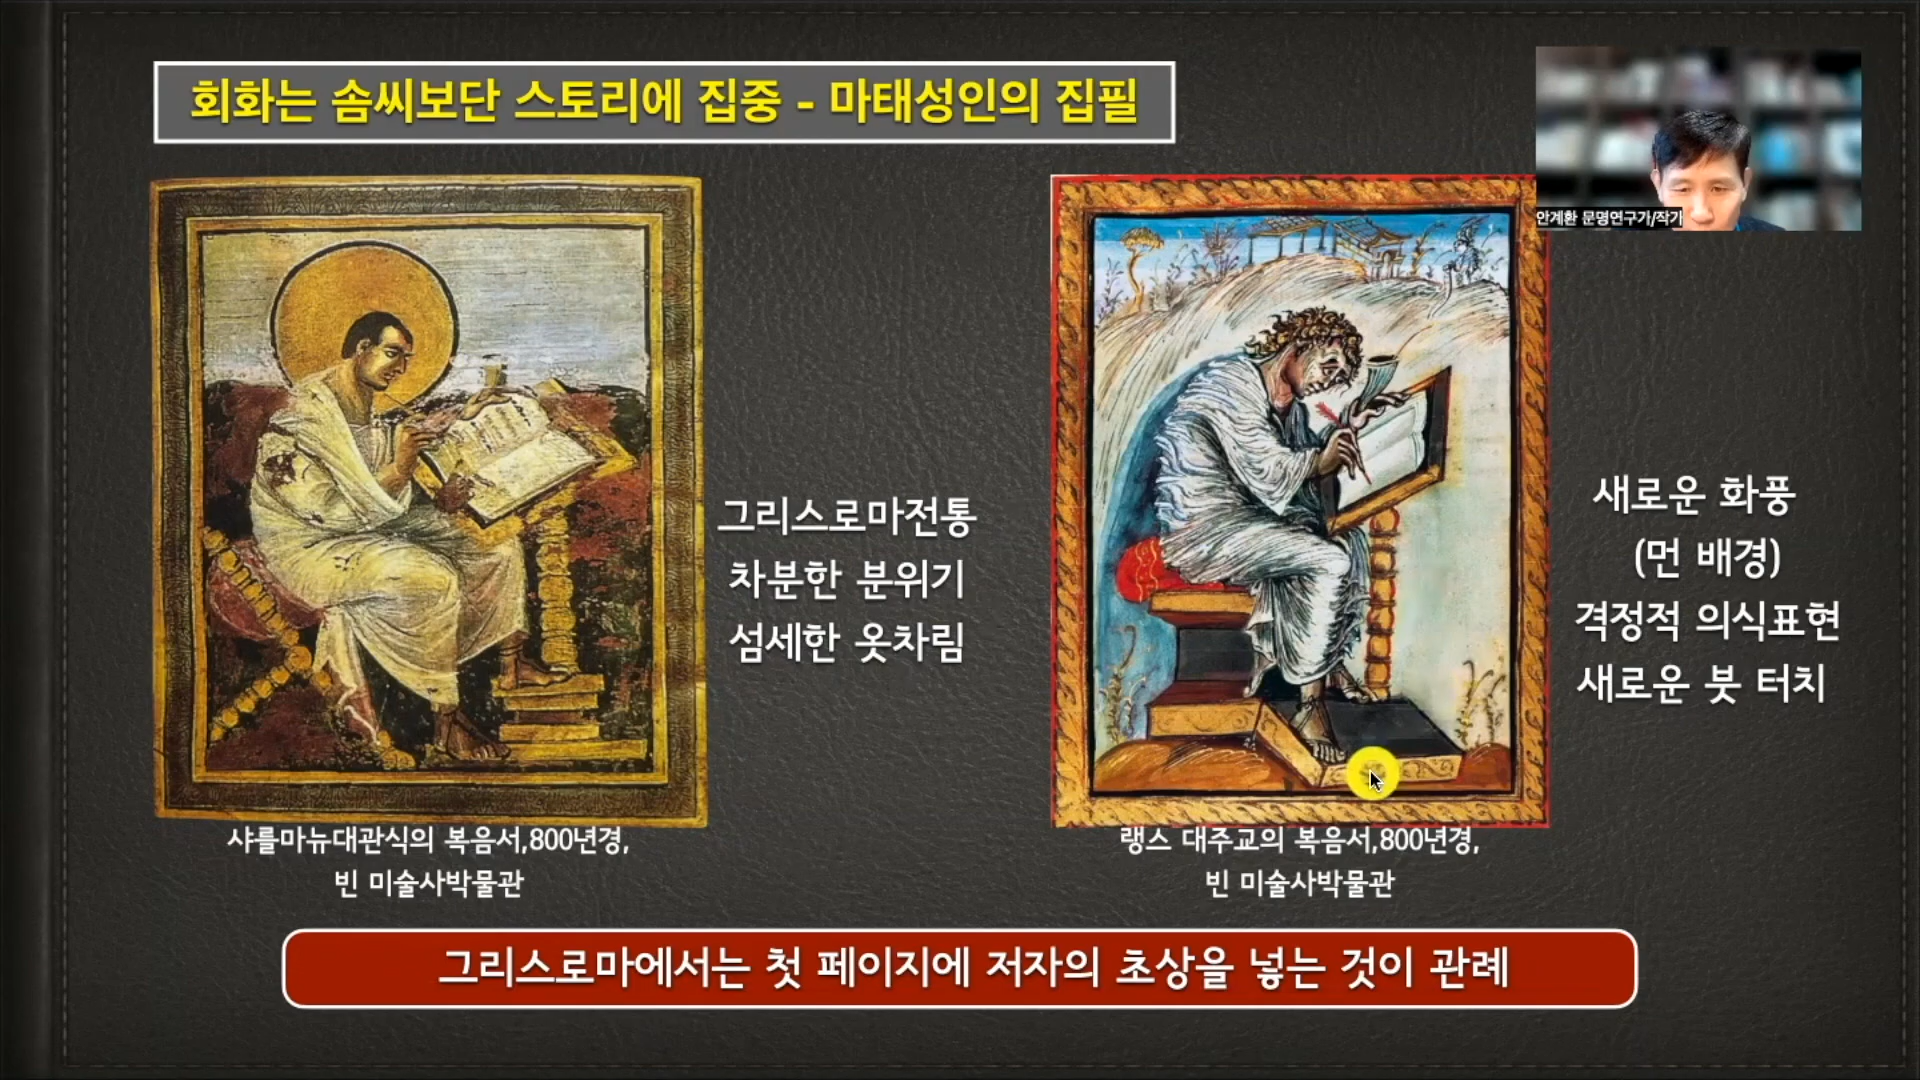 회화는 솜씨보단 스토리에 집중 - 마태성인의 집필
안계환 문명연구가/작가
그리스로마전통
차분한 분위기
섬세한 옷차림
새로운 화풍
(먼 배경)
격정적 의식표현
새로운 붓 터치
샤를마뉴대관식의 복음서,800년경,
빈 미술사박물관
랭스 대주교의 복음서,800년경,
빈 미술사박물관
그리스로마에서는 첫 페이지에 저자의 초상을 넣는 것이 관례